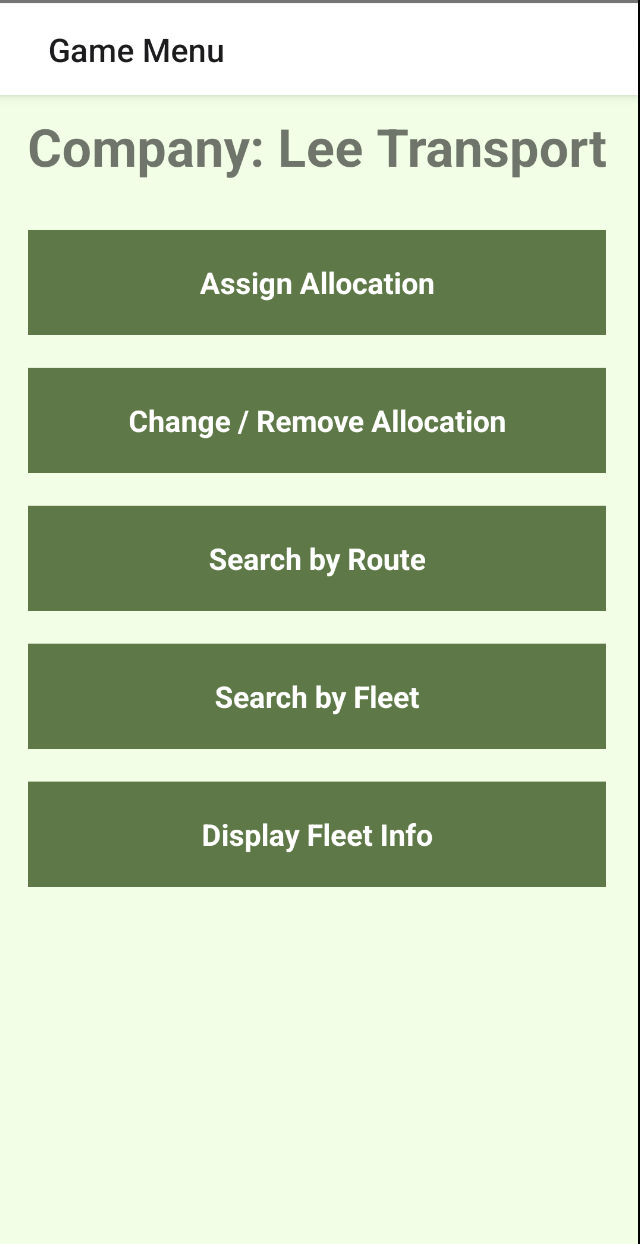 Game Menu
Company: Lee Transport
Assign Allocation
Change / Remove Allocation
Search by Route
Search by Fleet
Display Fleet Info